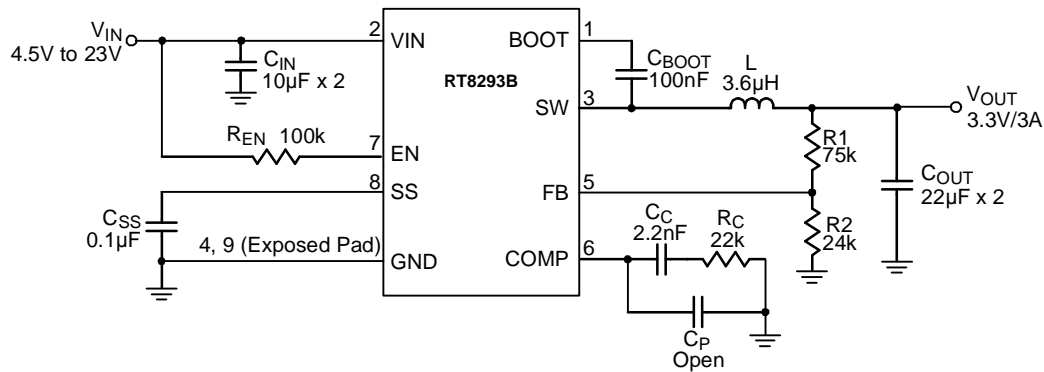 VIN
4.5V to 23V
2
VIN
CIN
10µF x 2
REN 100k
7
EN
8
SS
CSS
0.1µF
4, 9 (Exposed Pad)
GND
RT8293B
BOOT
1
CBOOT
100nF
SW
3
L
3.6µH
VOUT
3.3V/3A
R1
75k
FB
5
COUT
22µF x 2
R2
24k
COMP
6
CC
2.2nF
RC
22k
CP
Open